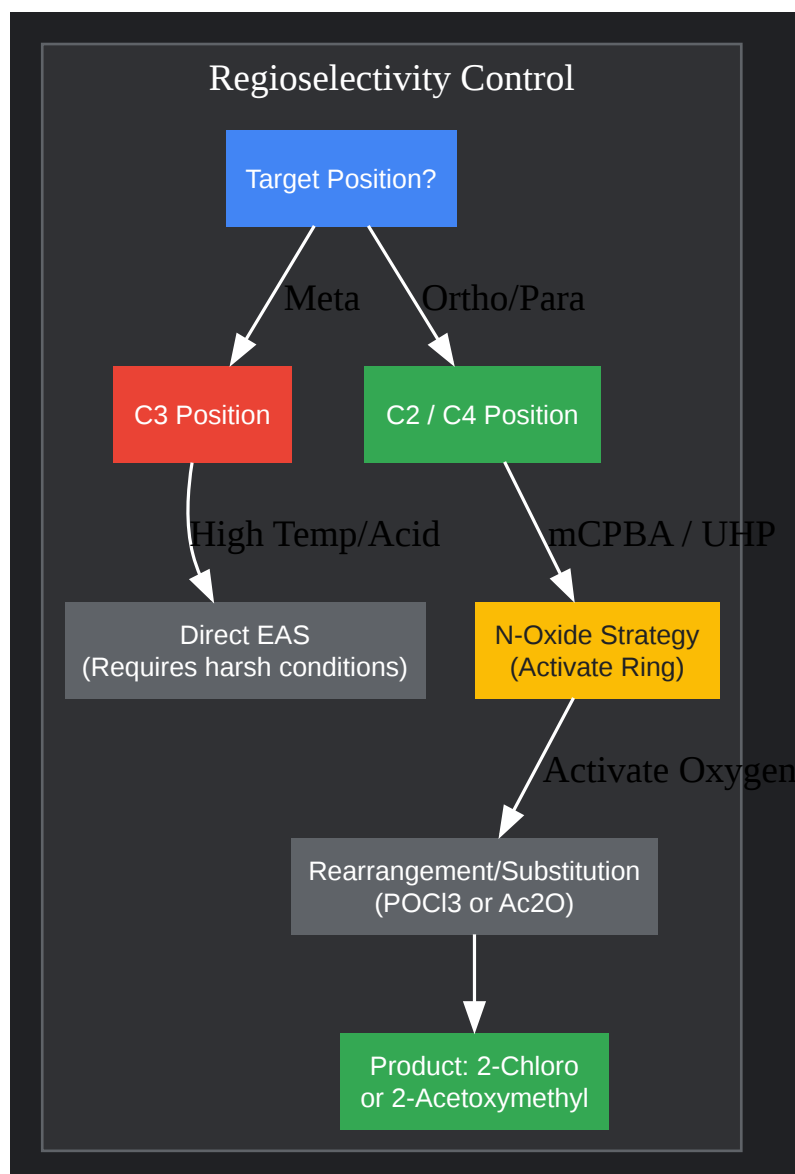 Regioselectivity Control
Target Position?
Meta
Ortho/Para
C3 Position
C2 / C4 Position
High Temp/Acid
mCPBA / UHP
Direct EAS
(Requires harsh conditions)
N-Oxide Strategy
(Activate Ring)
Activate Oxygen
Rearrangement/Substitution
(POCl3 or Ac2O)
Product: 2-Chloro
or 2-Acetoxymethyl